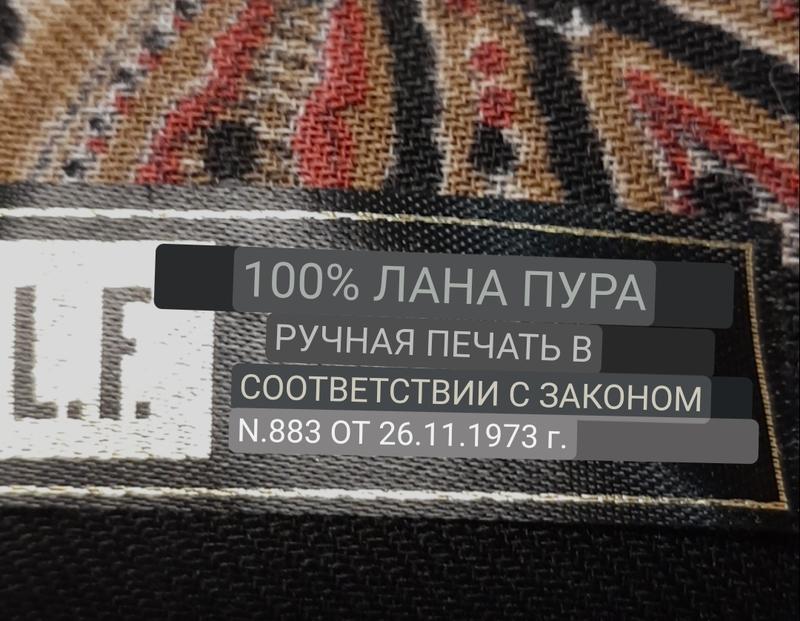 L.F.
100% ЛАНА ПУРА
РУЧНАЯ ПЕЧАТЬ В
СООТВЕТСТВИИ С ЗАКОНОМ
N.883 ОТ 26.11.1973 г.